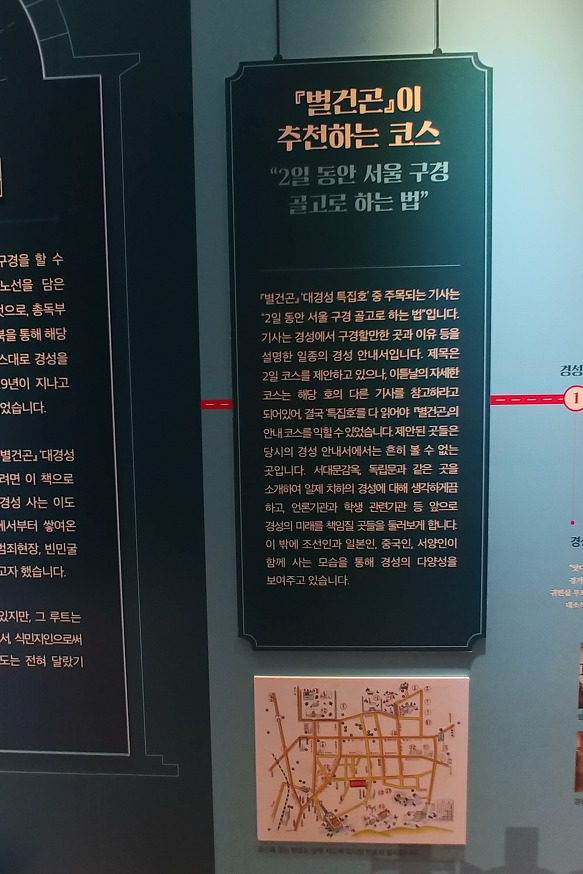 『별건곤』이
추천하는 코스
“2일 동안 서울 구경
골고로 하는 법”
『별건곤』 ‘대경성 특집호’ 중 주목되는 기사는
“2일 동안 서울 구경 골고로 하는 법”입니다.
기사는 경성에서 구경할만한 곳과 이유 등을
설명한 일종의 경성 안내서입니다. 제목은
2일 코스를 제안하고 있으나, 이튿날의 자세한
코스는 해당 호의 다른 기사를 참고하라고
되어있어, 결국 ‘특집호’를 다 읽어야 『별건곤』의
안내 코스를 익힐 수 있었습니다. 제안된 곳들은
당시의 경성 안내서에서는 흔히 볼 수 없는
곳입니다. 서대문감옥, 독립문과 같은 곳을
소개하여 일제 치하의 경성에 대해 생각하게끔
하고, 언론기관과 학생 관련기관 등 앞으로
경성의 미래를 책임질 곳들을 둘러보게 합니다.
이 밖에 조선인과 일본인, 중국인, 서양인이
함께 사는 모습을 통해 경성의 다양성을
보여주고 있습니다.
구경을 할 수
노선을 담은
것으로, 총독부
북을 통해 해당
스대로 경성을
9년이 지나고
었습니다.
별건곤』 ‘대경성
려면 이 책으로
경성 사는 이도
에서부터 쌓여온
범죄현장, 빈민굴
고자 했습니다.
있지만, 그 루트는
서, 식민지인으로써
도는 전혀 달랐기
경성
1